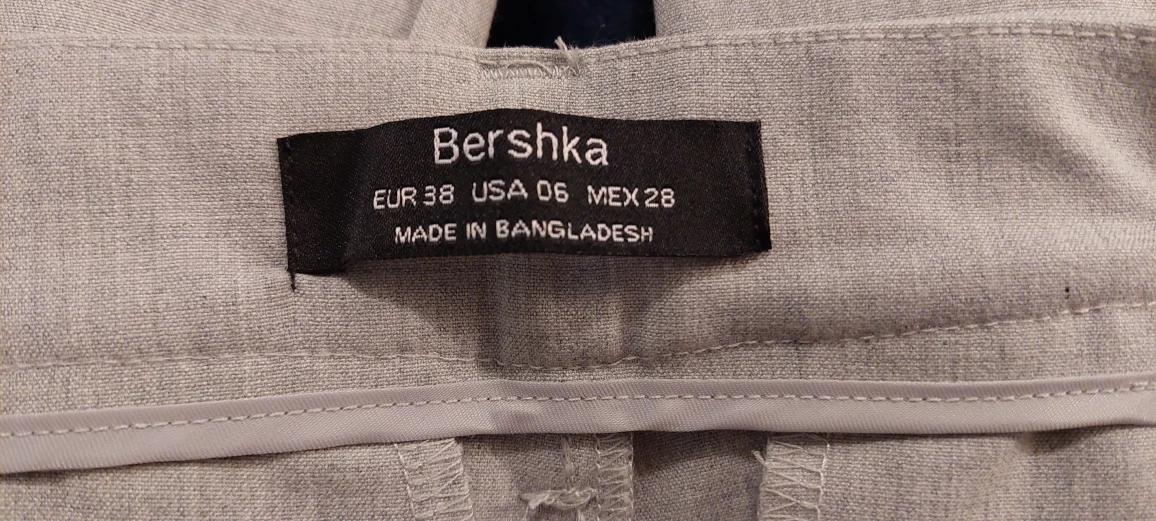 Bershka
EUR 38 USA 06 MEX 28
MADE IN BANGLADESH